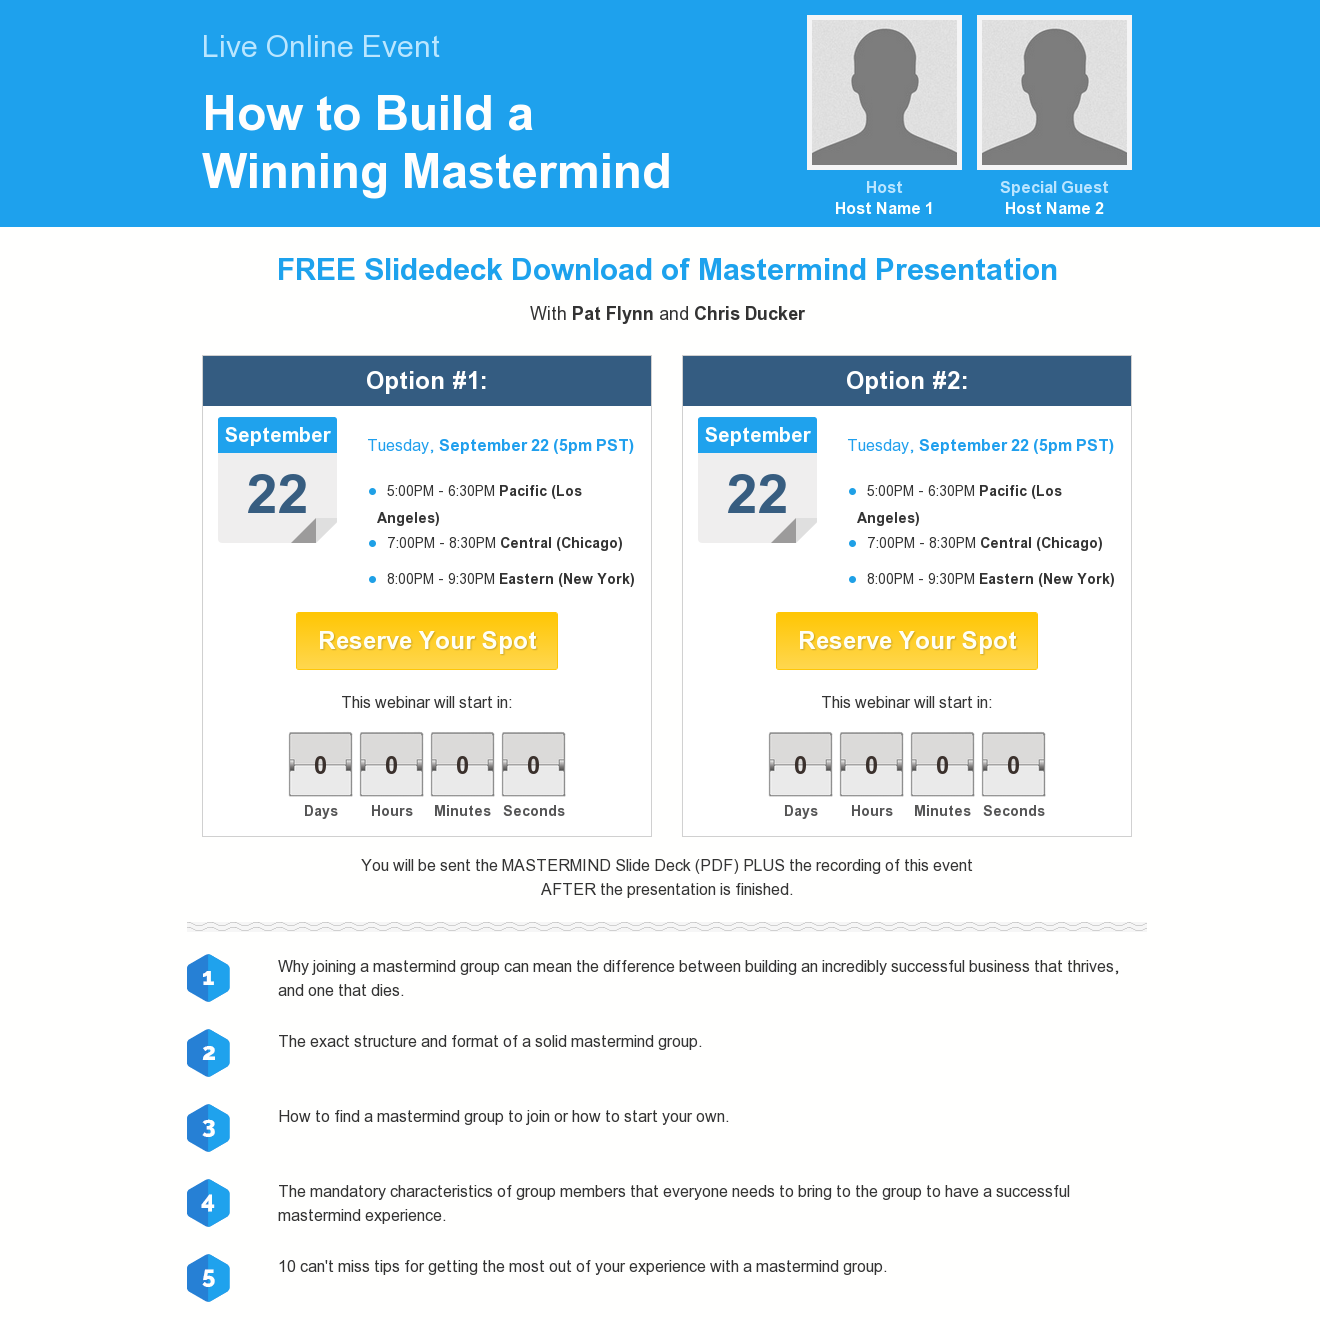 Live Online Event
How to Build a
Winning Mastermind
Host
Host Name 1
Special Guest
Host Name 2
FREE Slidedeck Download of Mastermind Presentation
With Pat Flynn and Chris Ducker
Option #1:
September
22
Tuesday, September 22 (5pm PST)
5:00PM - 6:30PM Pacific (Los
Angeles)
7:00PM - 8:30PM Central (Chicago)
8:00PM - 9:30PM Eastern (New York)
Reserve Your Spot
This webinar will start in:
0 0 0 0
Days Hours Minutes Seconds
Option #2:
September
22
Tuesday, September 22 (5pm PST)
5:00PM - 6:30PM Pacific (Los
Angeles)
7:00PM - 8:30PM Central (Chicago)
8:00PM - 9:30PM Eastern (New York)
Reserve Your Spot
This webinar will start in:
0 0 0 0
Days Hours Minutes Seconds
You will be sent the MASTERMIND Slide Deck (PDF) PLUS the recording of this event
AFTER the presentation is finished.
1 Why joining a mastermind group can mean the difference between building an incredibly successful business that thrives,
and one that dies.
2 The exact structure and format of a solid mastermind group.
3 How to find a mastermind group to join or how to start your own.
4 The mandatory characteristics of group members that everyone needs to bring to the group to have a successful
mastermind experience.
5 10 can't miss tips for getting the most out of your experience with a mastermind group.